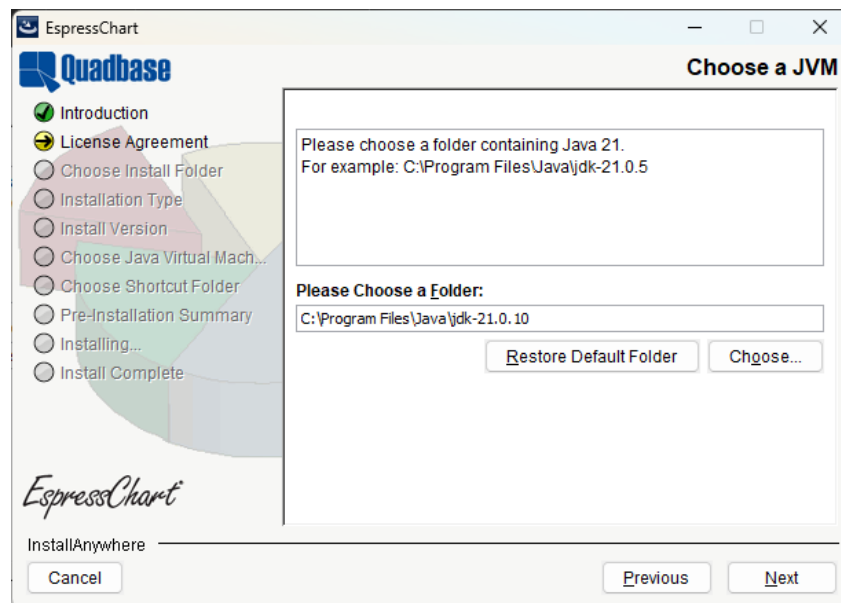 EspressChart
Quadbase
Choose a JVM
Introduction
License Agreement
Choose Install Folder
Installation Type
Install Version
Choose Java Virtual Mach...
Choose Shortcut Folder
Pre-Installation Summary
Installing...
Install Complete
Please choose a folder containing Java 21.
For example: C:\Program Files\Java\jdk-21.0.5
Please Choose a Folder:
C:\Program Files\Java\jdk-21.0.10
Restore Default Folder
Choose...
EspressChart
InstallAnywhere
Cancel
Previous
Next